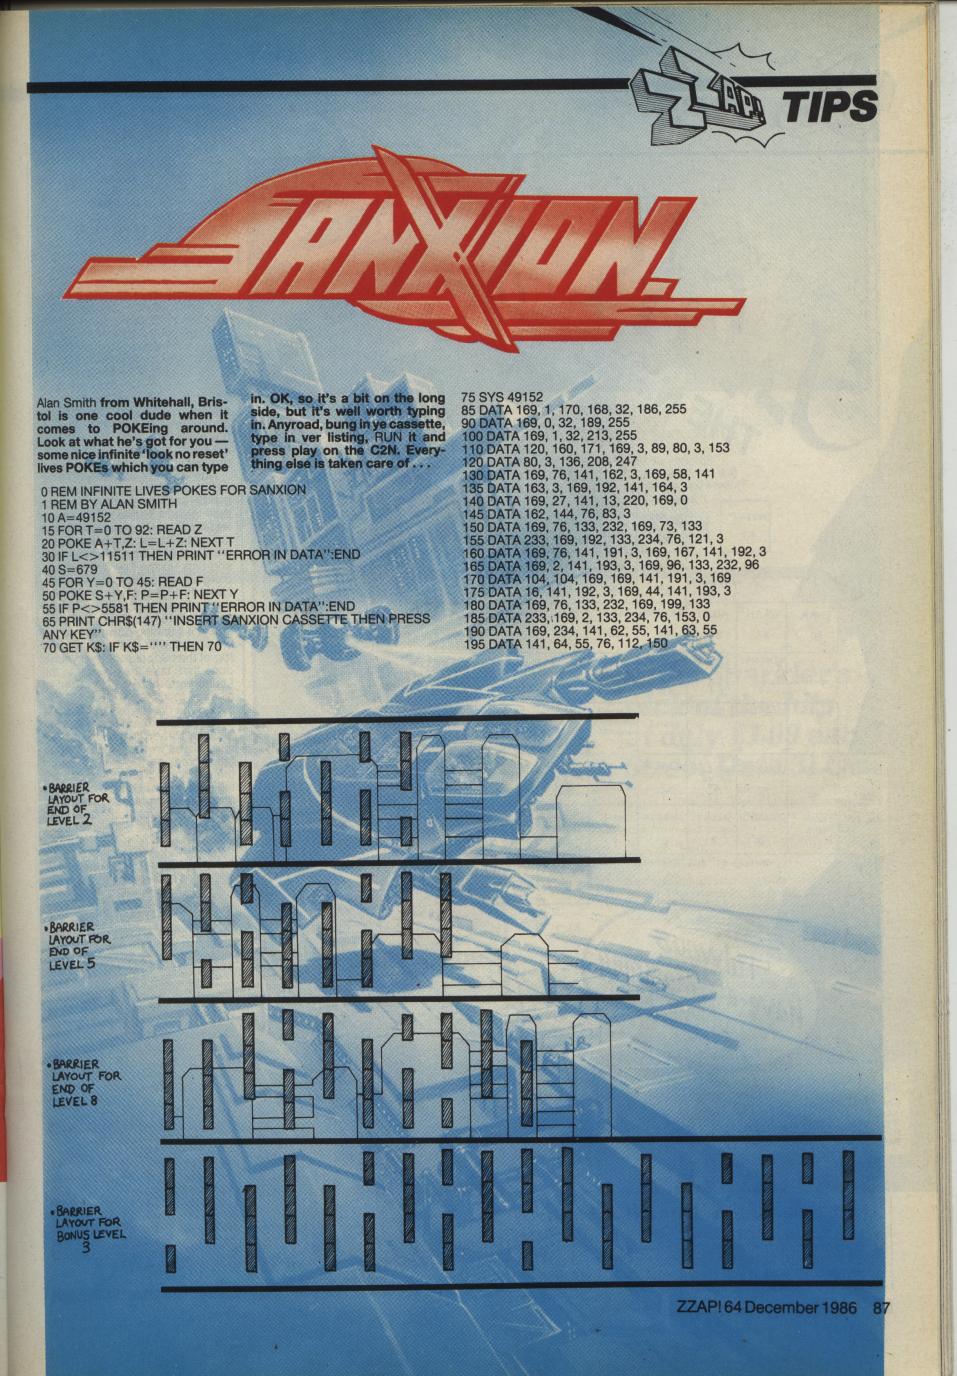 ZZAP! TIPS
SANXION.
Alan Smith from Whitehall, Bris-
tol is one cool dude when it
comes to POKEing around.
Look at what he's got for you —
some nice infinite 'look no reset'
lives POKEs which you can type
in. OK, so it's a bit on the long
side, but it's well worth typing
in. Anyroad, bung in ye cassette,
type in ver listing, RUN it and
press play on the C2N. Every-
thing else is taken care of . . .
0 REM INFINITE LIVES POKES FOR SANXION
1 REM BY ALAN SMITH
10 A=49152
15 FOR T=0 TO 92: READ Z
20 POKE A+T,Z: L=L+Z: NEXT T
30 IF L<>11511 THEN PRINT "ERROR IN DATA":END
40 S=679
45 FOR Y=0 TO 45: READ F
50 POKE S+Y,F: P=P+F: NEXT Y
55 IF P<>5581 THEN PRINT "ERROR IN DATA":END
65 PRINT CHR$(147) "INSERT SANXION CASSETTE THEN PRESS
ANY KEY"
70 GET K$: IF K$="" THEN 70
75 SYS 49152
85 DATA 169, 1, 170, 168, 32, 186, 255
90 DATA 169, 0, 32, 189, 255
100 DATA 169, 1, 32, 213, 255
110 DATA 120, 160, 171, 169, 3, 89, 80, 3, 153
120 DATA 80, 3, 136, 208, 247
130 DATA 169, 76, 141, 162, 3, 169, 58, 141
135 DATA 163, 3, 169, 192, 141, 164, 3
140 DATA 169, 27, 141, 13, 220, 169, 0
145 DATA 162, 144, 76, 83, 3
150 DATA 169, 76, 133, 232, 169, 73, 133
155 DATA 233, 169, 192, 133, 234, 76, 121, 3
160 DATA 169, 76, 141, 191, 3, 169, 167, 141, 192, 3
165 DATA 169, 2, 141, 193, 3, 169, 96, 133, 232, 96
170 DATA 104, 104, 169, 169, 141, 191, 3, 169
175 DATA 16, 141, 192, 3, 169, 44, 141, 193, 3
180 DATA 169, 76, 133, 232, 169, 199, 133
185 DATA 233, 169, 2, 133, 234, 76, 153, 0
190 DATA 169, 234, 141, 62, 55, 141, 63, 55
195 DATA 141, 64, 55, 76, 112, 150
• BARRIER
LAYOUT FOR
END OF
LEVEL 2
• BARRIER
LAYOUT FOR
END OF
LEVEL 5
• BARRIER
LAYOUT FOR
END OF
LEVEL 8
• BARRIER
LAYOUT FOR
BONUS LEVEL
3
ZZAP! 64 December 1986 87